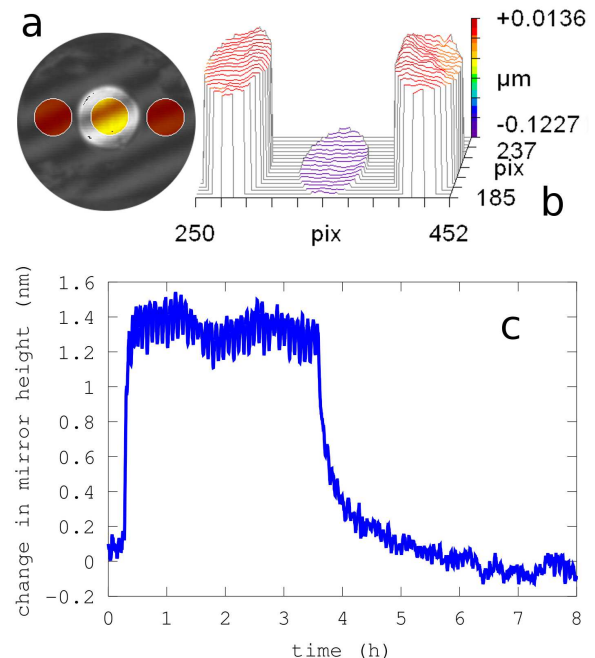 a
+0.0136
µm
-0.1227
237
pix
185
b
250 pix 452
c
change in mirror height (nm)
1.6
1.4
1.2
1
0.8
0.6
0.4
0.2
0
-0.2
0 1 2 3 4 5 6 7 8
time (h)